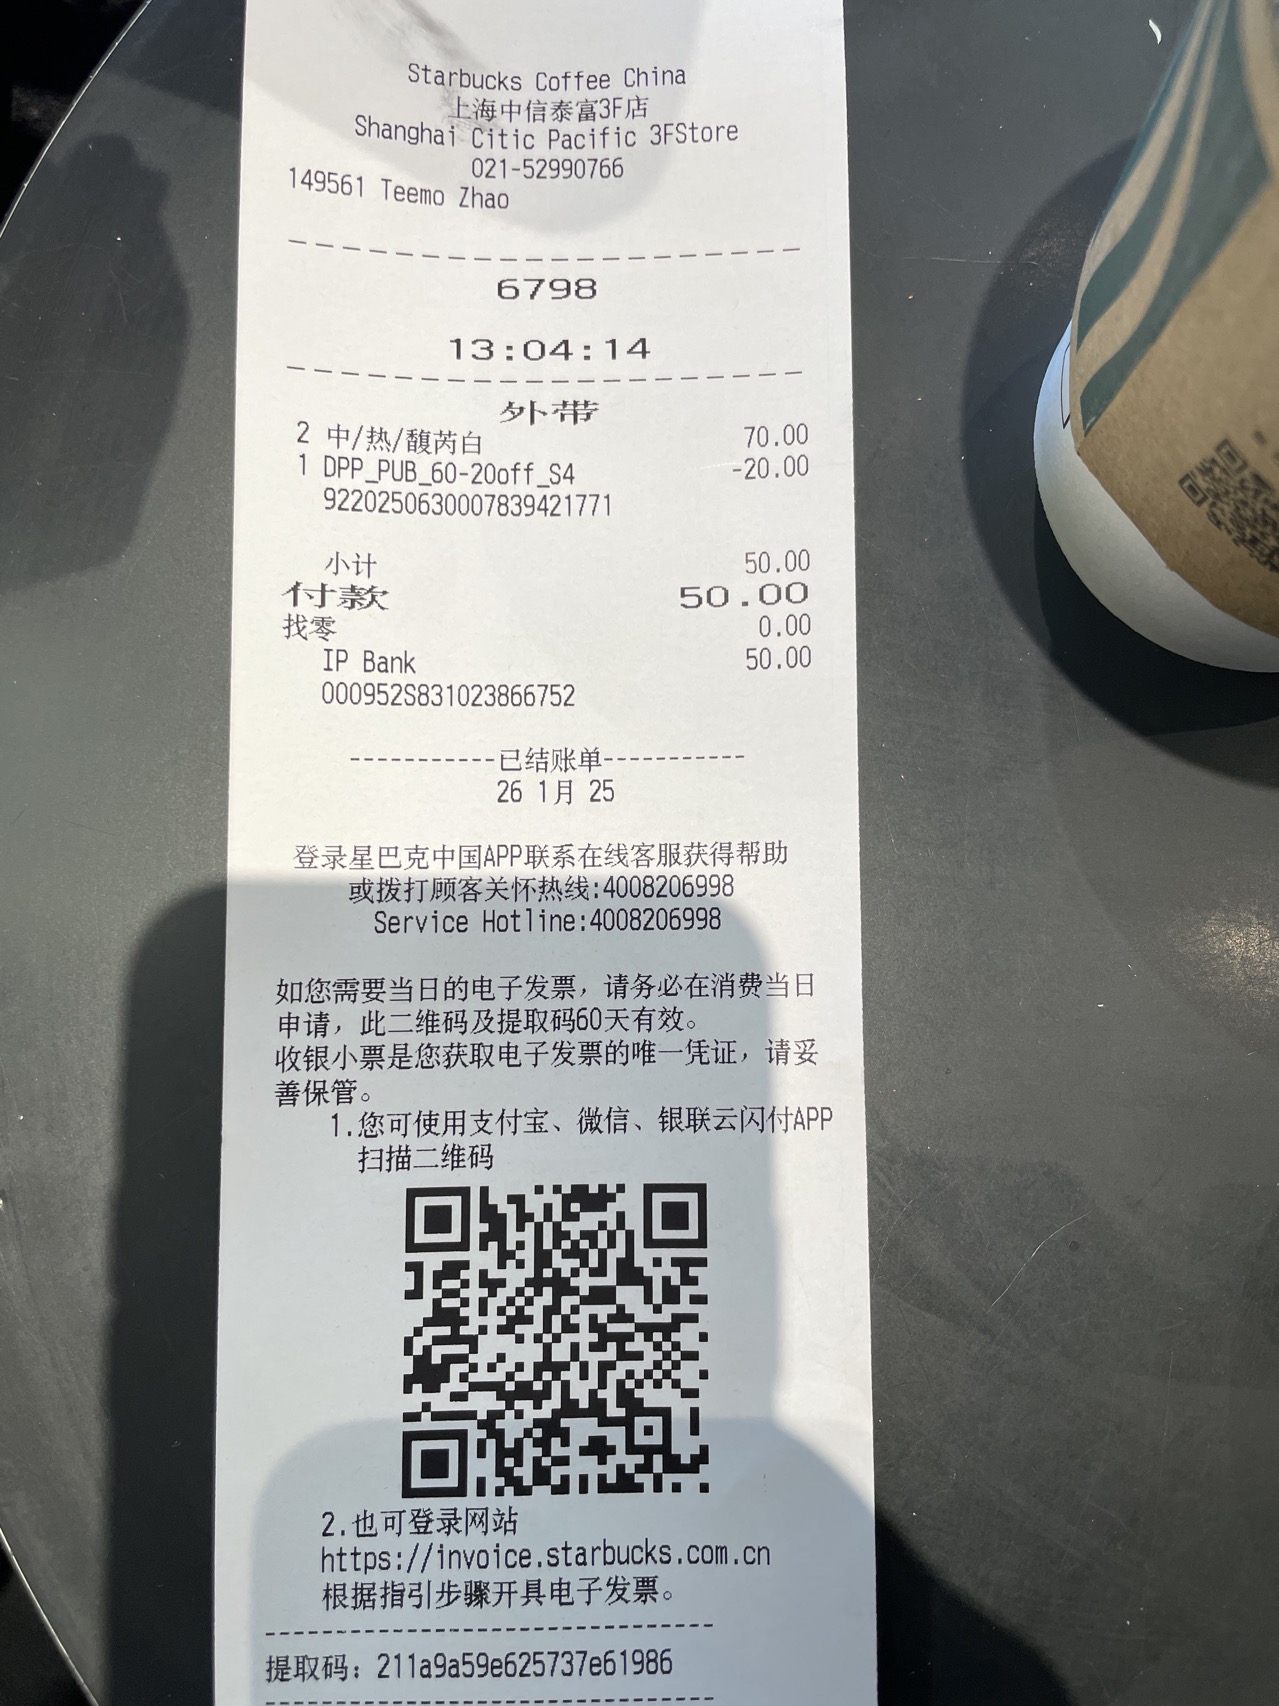 Starbucks Coffee China
上海中信泰富3F店
Shanghai Citic Pacific 3FStore
021-52990766
149561 Teemo Zhao
6798
13:04:14
外带
2 中/热/馥芮白 70.00
1 DPP_PUB_60-20off_S4 -20.00
92202506300078394217​71
小计 50.00
付款 50.00
找零 0.00
IP Bank 50.00
000952S831023866752
-----------已结账单-----------
26 1月 25
登录星巴克中国APP联系在线客服获得帮助
或拨打顾客关怀热线:4008206998
Service Hotline:4008206998
如您需要当日的电子发票，请务必在消费当日
申请，此二维码及提取码60天有效。
收银小票是您获取电子发票的唯一凭证，请妥
善保管。
1.您可使用支付宝、微信、银联云闪付APP
扫描二维码
2.也可登录网站
https://invoice.starbucks.com.cn
根据指引步骤开具电子发票。
提取码：211a9a59e625737e61986